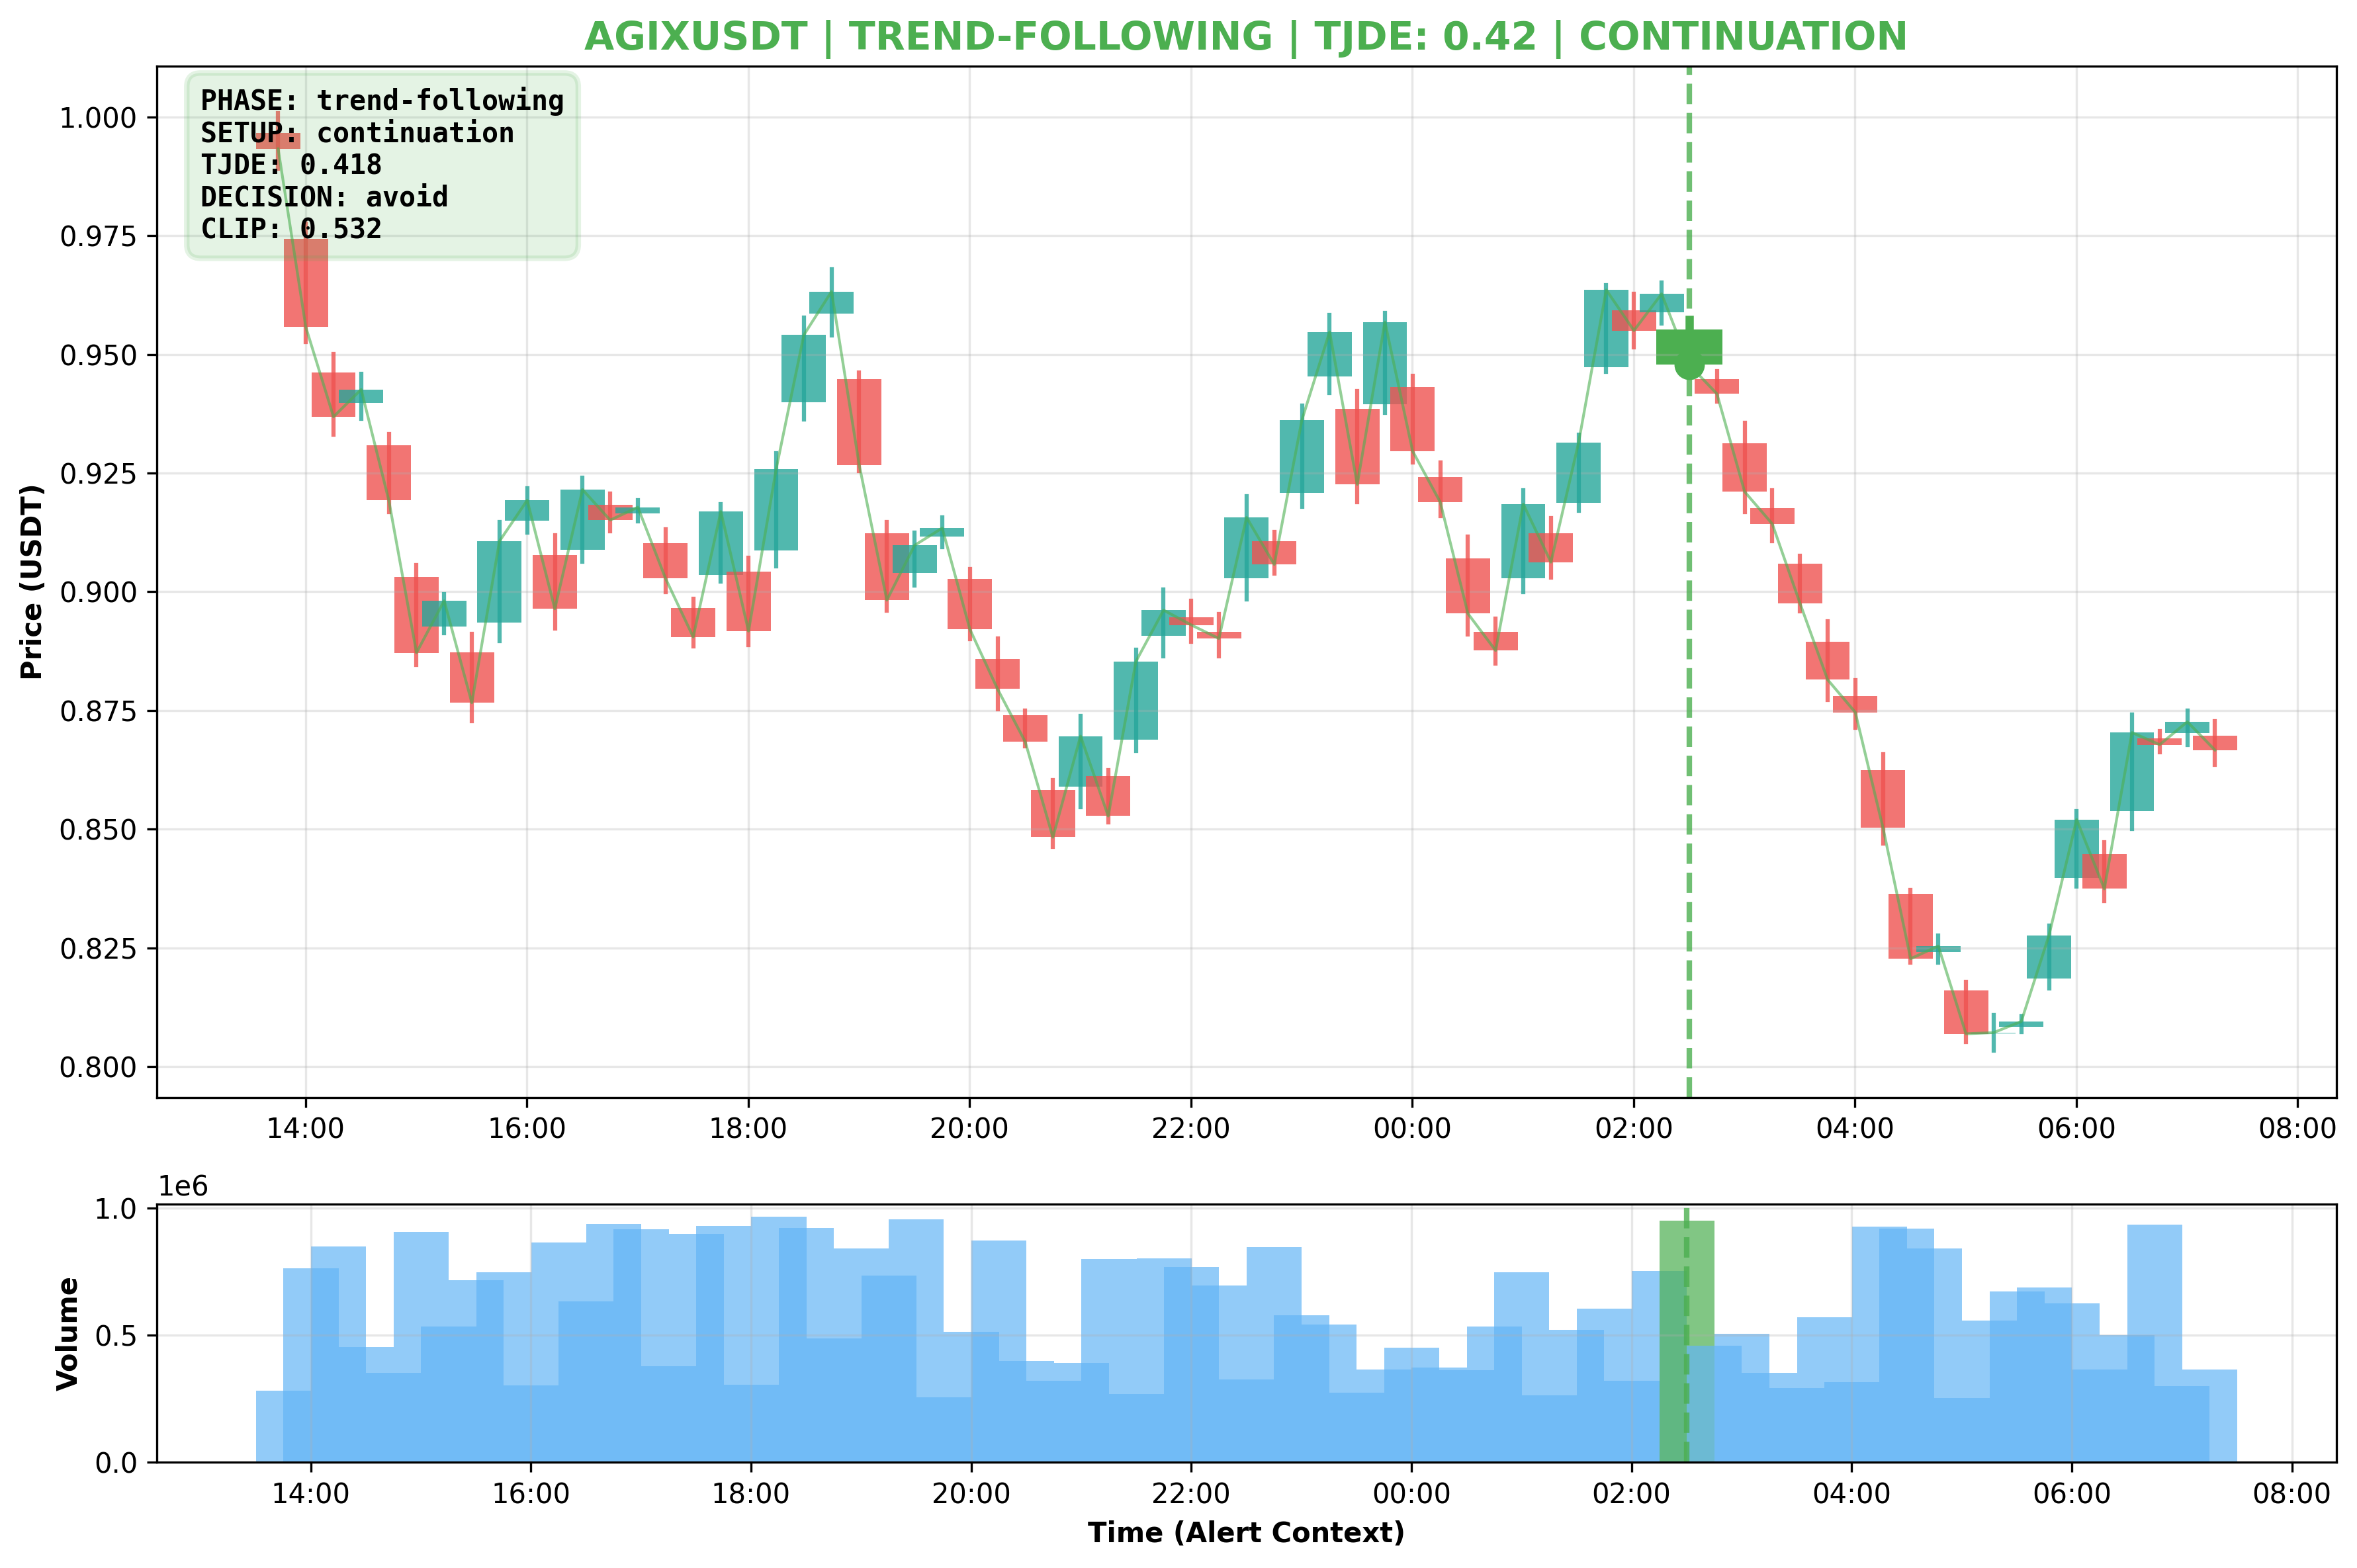 AGIXUSDT | TREND-FOLLOWING | TJDE: 0.42 | CONTINUATION
PHASE: trend-following
SETUP: continuation
TJDE: 0.418
DECISION: avoid
CLIP: 0.532
Price (USDT)
1.000
0.975
0.950
0.925
0.900
0.875
0.850
0.825
0.800
14:00 16:00 18:00 20:00 22:00 00:00 02:00 04:00 06:00 08:00
1e6
Volume
1.0
0.5
0.0
14:00 16:00 18:00 20:00 22:00 00:00 02:00 04:00 06:00 08:00
Time (Alert Context)